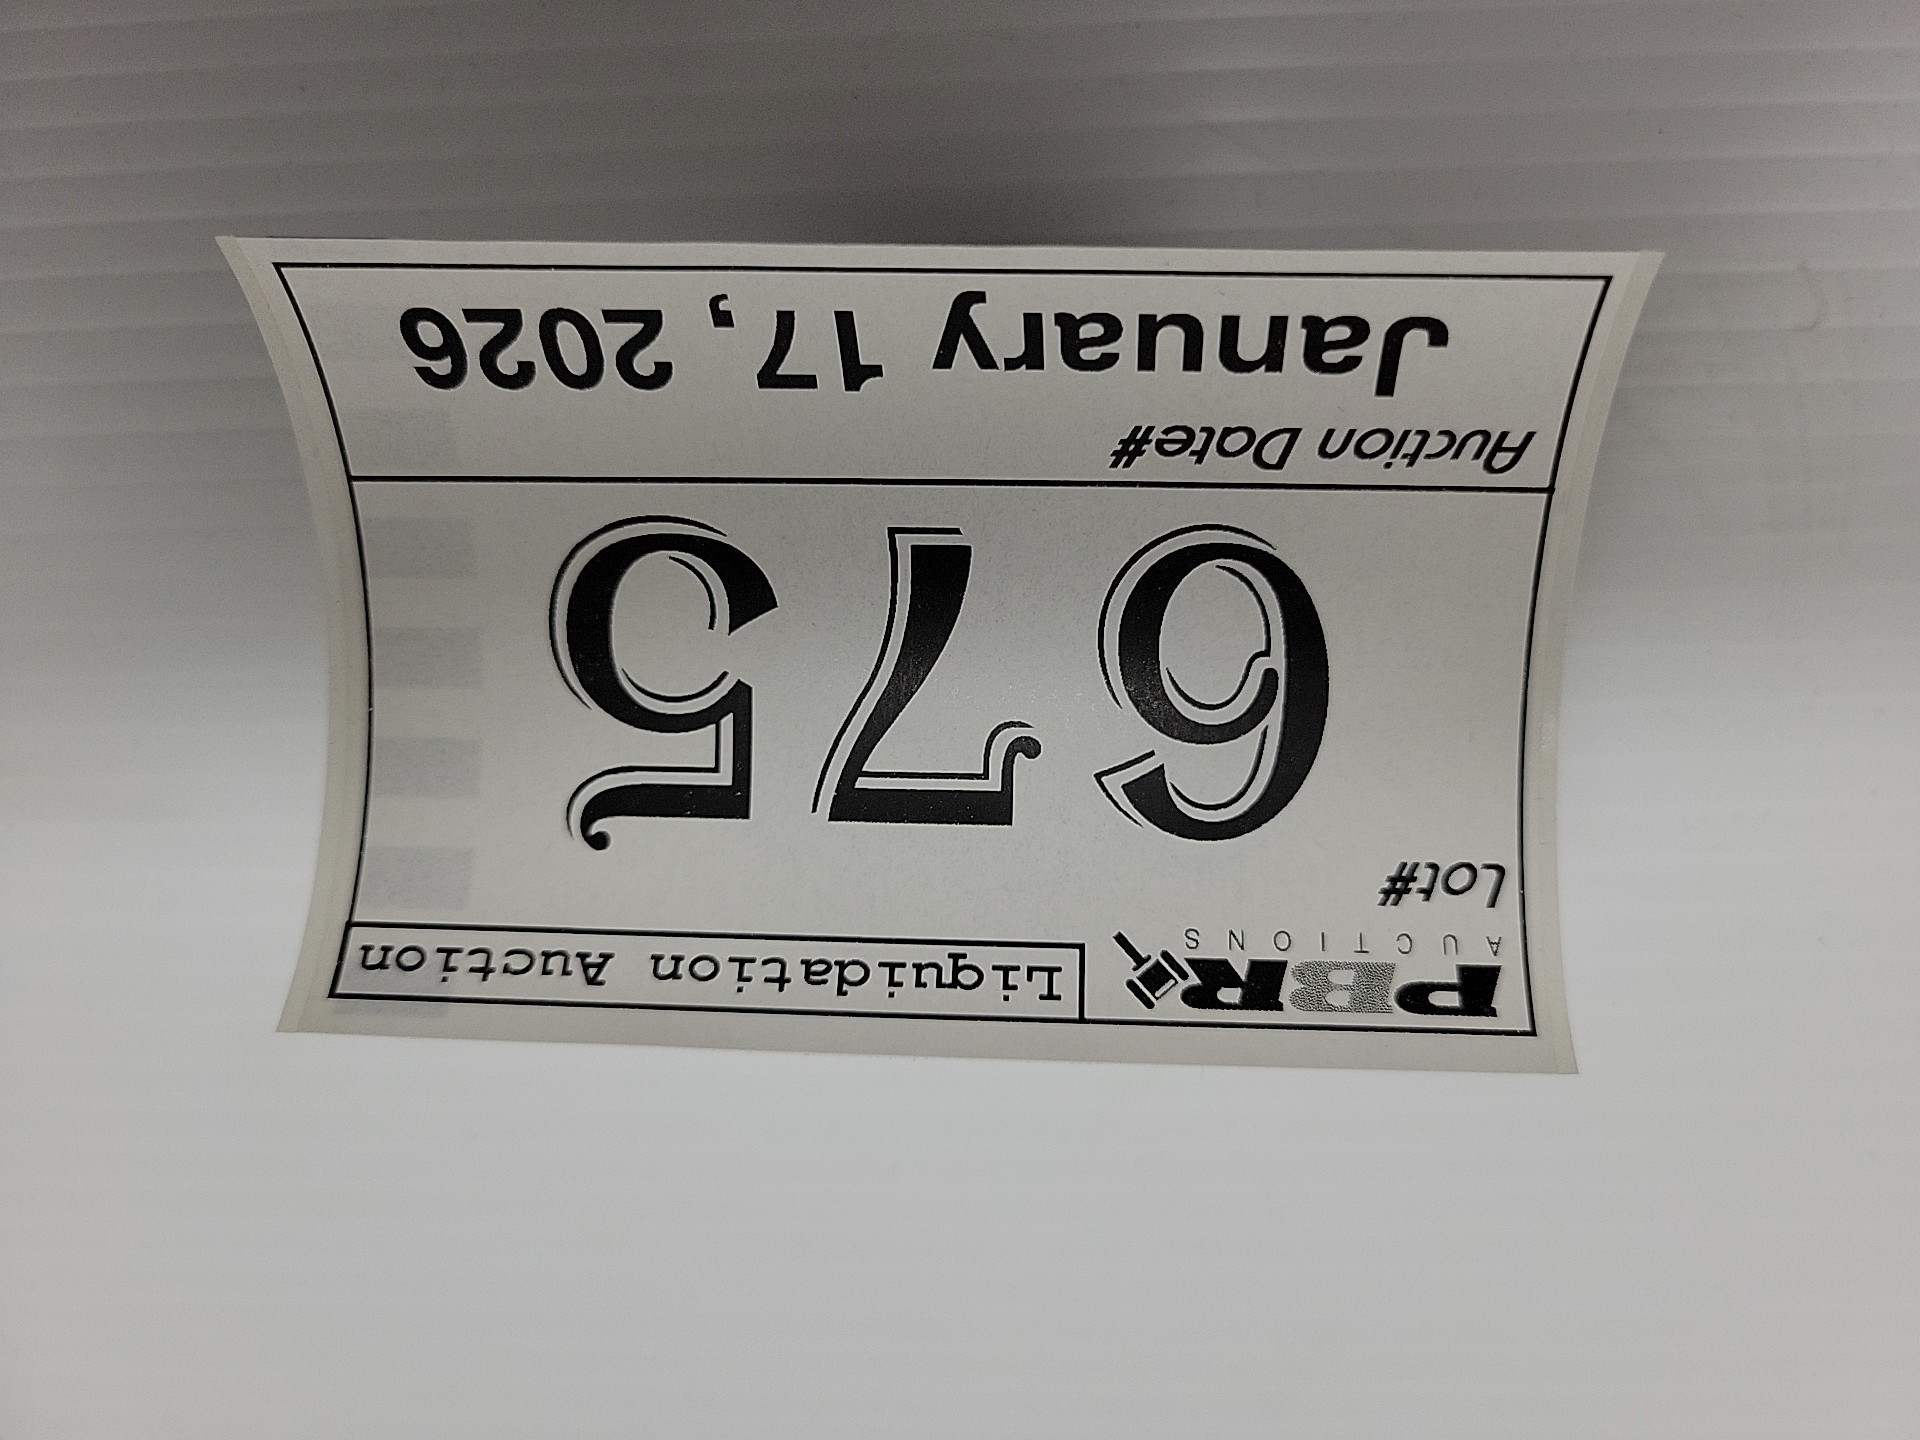 PBR
AUCTIONS
Liquidation Auction
Lot#
675
Auction Date#
January 17, 2026